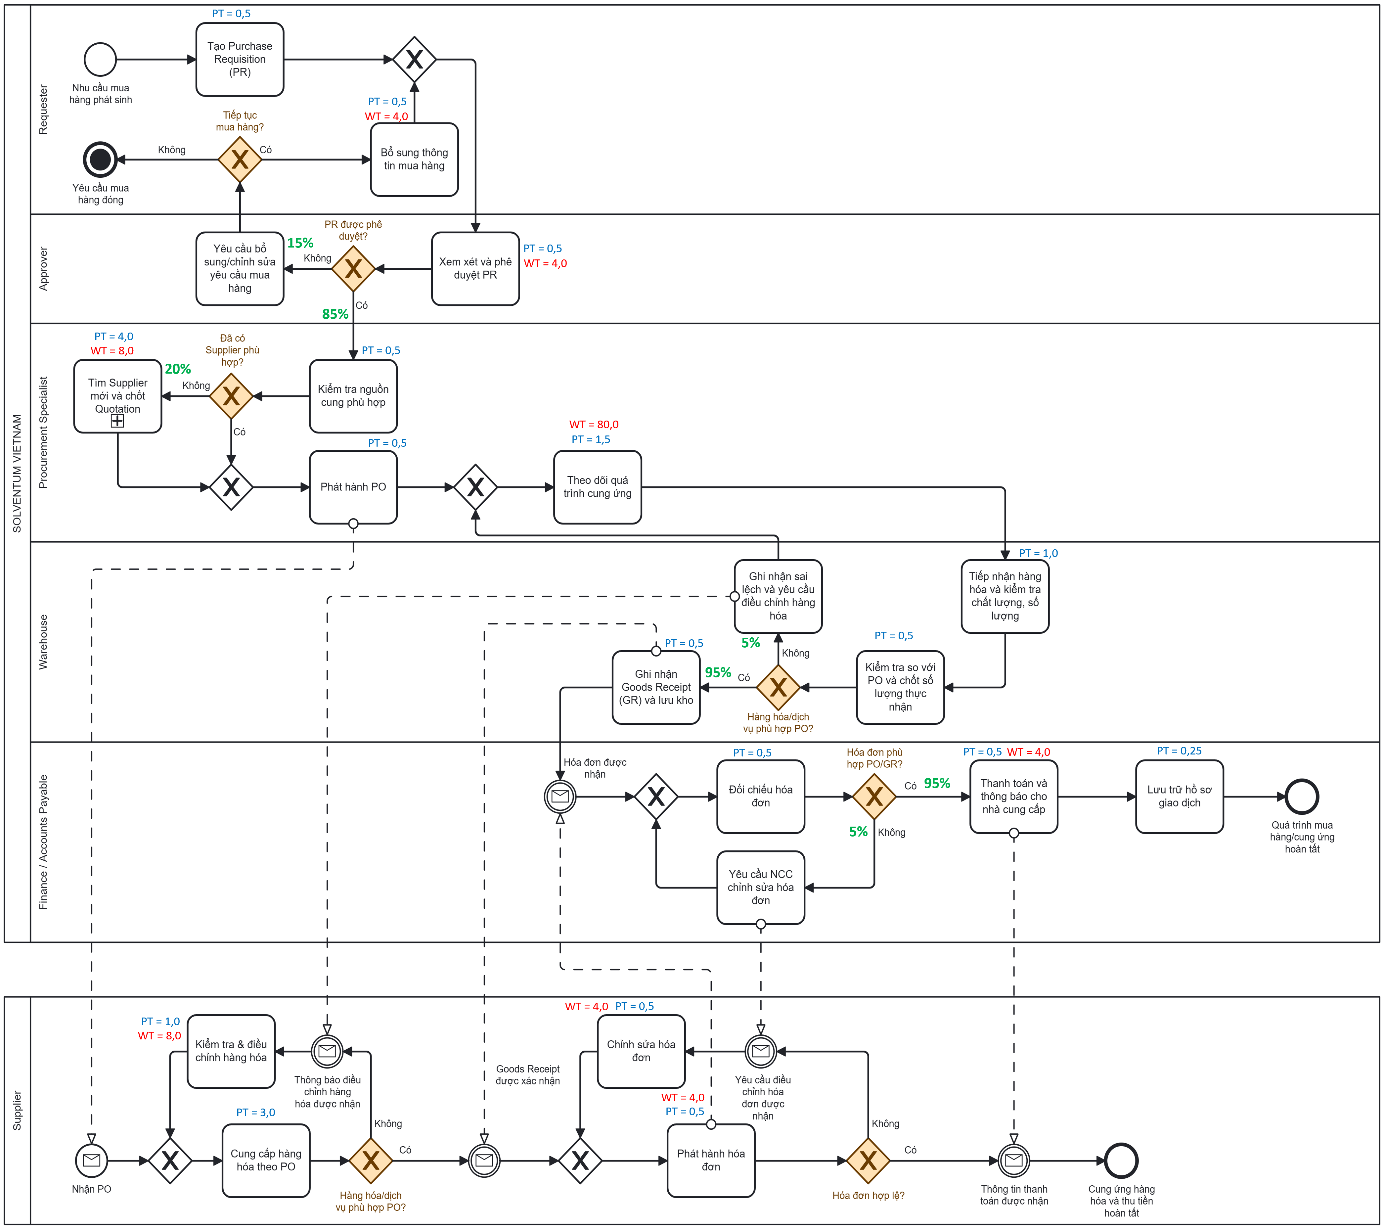 SOLVENTUM VIETNAM
Requester
PT = 0,5
Tạo Purchase
Requisition
(PR)
Nhu cầu mua
hàng phát sinh
X
PT = 0,5
WT = 4,0
Tiếp tục
mua hàng?
X
Không
Có
Bổ sung thông
tin mua hàng
Yêu cầu mua
hàng đóng
Approver
PR được phê
duyệt?
X
15%
Không
Yêu cầu bổ
sung/chỉnh sửa
yêu cầu mua
hàng
Xem xét và phê
duyệt PR
PT = 0,5
WT = 4,0
Có
85%
Procurement Specialist
PT = 4,0
WT = 8,0
Tìm Supplier
mới và chốt
Quotation
20%
Không
Đã có
Supplier phù
hợp?
X
Có
PT = 0,5
Kiểm tra nguồn
cung phù hợp
X
PT = 0,5
Phát hành PO
X
WT = 80,0
PT = 1,5
Theo dõi quá
trình cung ứng
Warehouse
PT = 1,0
Tiếp nhận hàng
hóa và kiểm tra
chất lượng, số
lượng
Ghi nhận sai
lệch và yêu cầu
điều chỉnh hàng
hóa
5%
Không
PT = 0,5
Kiểm tra so với
PO và chốt số
lượng thực
nhận
X
Hàng hóa/dịch
vụ phù hợp PO?
95%
Có
PT = 0,5
Ghi nhận
Goods Receipt
(GR) và lưu kho
Finance / Accounts Payable
Hóa đơn được
nhận
X
PT = 0,5
Đối chiếu hóa
đơn
Hóa đơn phù
hợp PO/GR?
X
Có
95%
5%
Không
Yêu cầu NCC
chỉnh sửa hóa
đơn
PT = 0,5
WT = 4,0
Thanh toán và
thông báo cho
nhà cung cấp
PT = 0,25
Lưu trữ hồ sơ
giao dịch
Quá trình mua
hàng/cung ứng
hoàn tất
Supplier
PT = 1,0
WT = 8,0
Kiểm tra & điều
chỉnh hàng hóa
Thông báo điều
chỉnh hàng
hóa được nhận
Không
Nhận PO
X
PT = 3,0
Cung cấp hàng
hóa theo PO
X
Có
Hàng hóa/dịch
vụ phù hợp PO?
Goods Receipt
được xác nhận
WT = 4,0
PT = 0,5
Chỉnh sửa hóa
đơn
Yêu cầu điều
chỉnh hóa
đơn được
nhận
X
WT = 4,0
PT = 0,5
Phát hành hóa
đơn
Không
X
Có
Hóa đơn hợp lệ?
Thông tin thanh
toán được nhận
Cung ứng hàng
hóa và thu tiền
hoàn tất